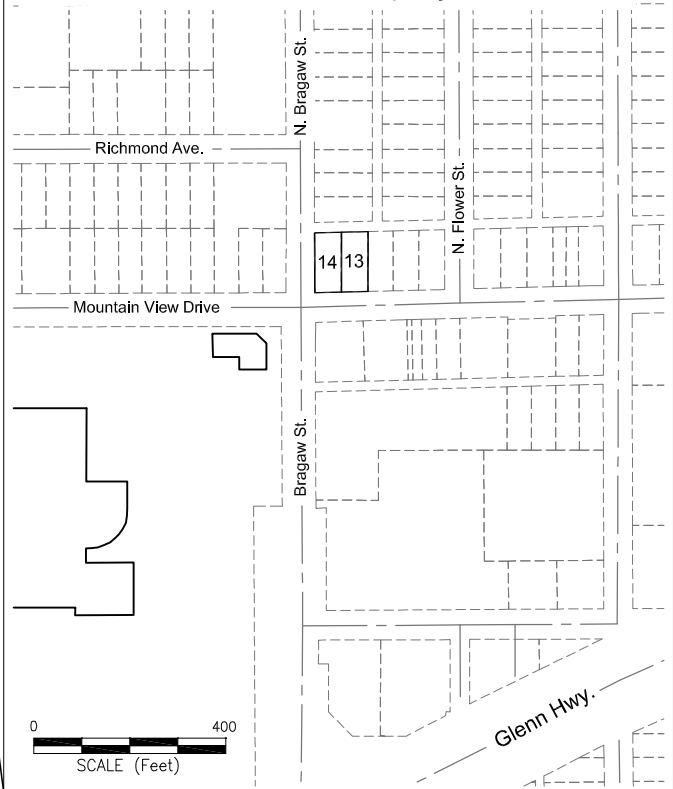 N. Bragaw St.
Richmond Ave.
N. Flower St.
14 13
Mountain View Drive
Bragaw St.
Glenn Hwy.
0 400
SCALE (Feet)